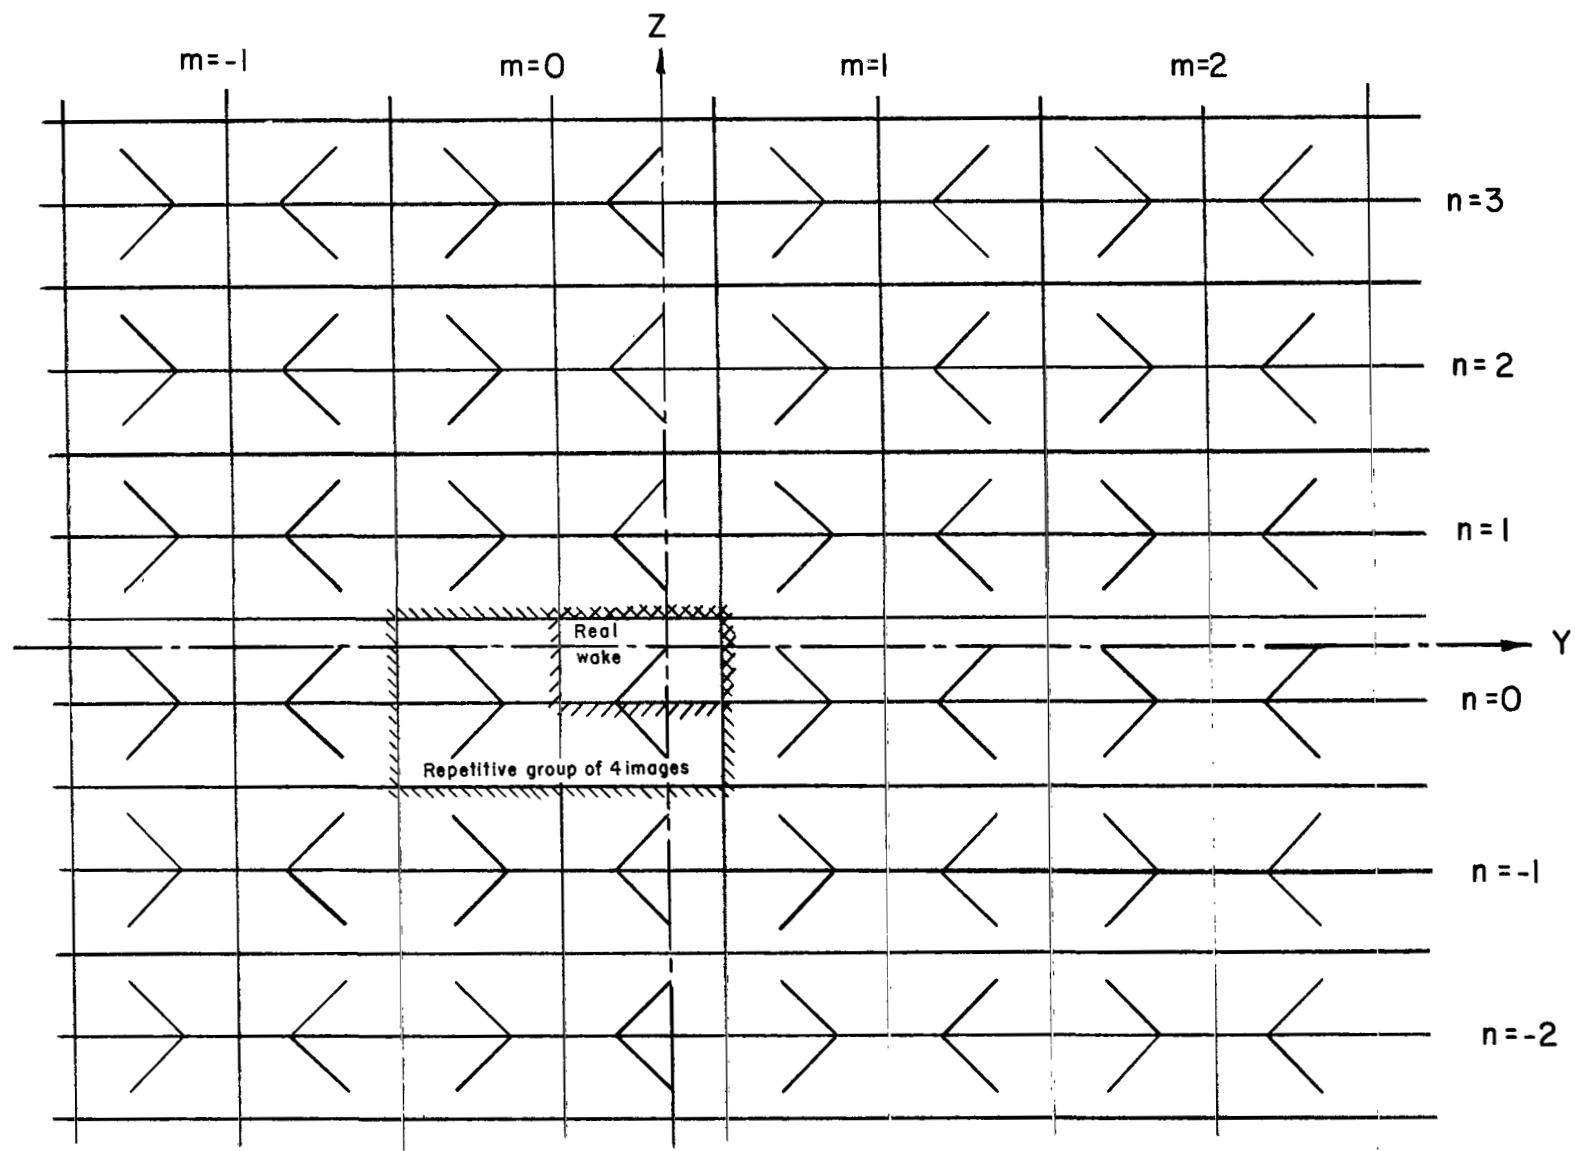 Z
m=-1
m=0
m=1
m=2
n=3
n=2
n=1
Real
wake
Y
n=0
Repetitive group of 4 images
n=-1
n=-2